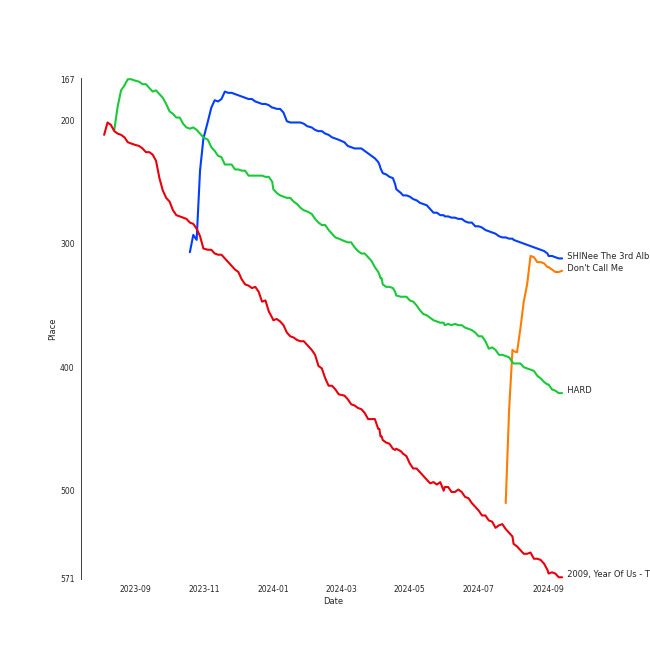 167
200
300
400
500
571
Place
2023-09
2023-11
2024-01
2024-03
2024-05
2024-07
2024-09
Date
SHINee The 3rd Alb
Don't Call Me
HARD
2009, Year Of Us - T